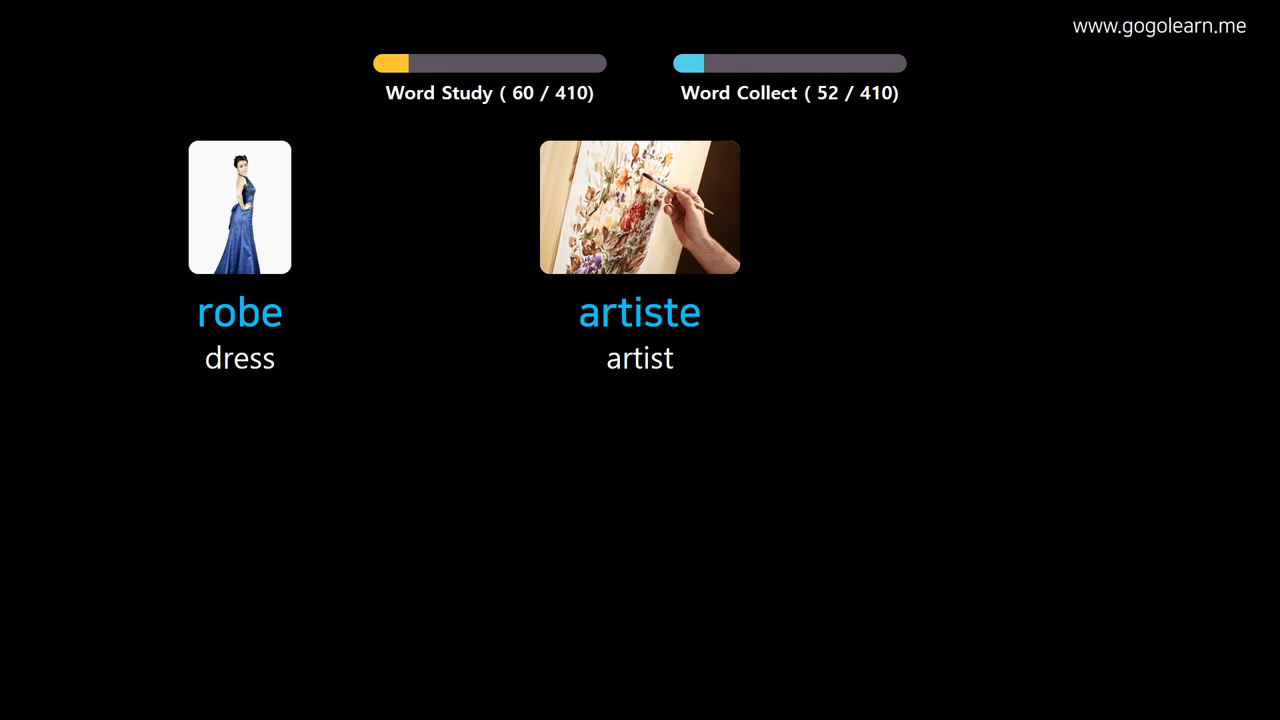 www.gogolearn.me
Word Study ( 60 / 410)
Word Collect ( 52 / 410)
robe
dress
artiste
artist